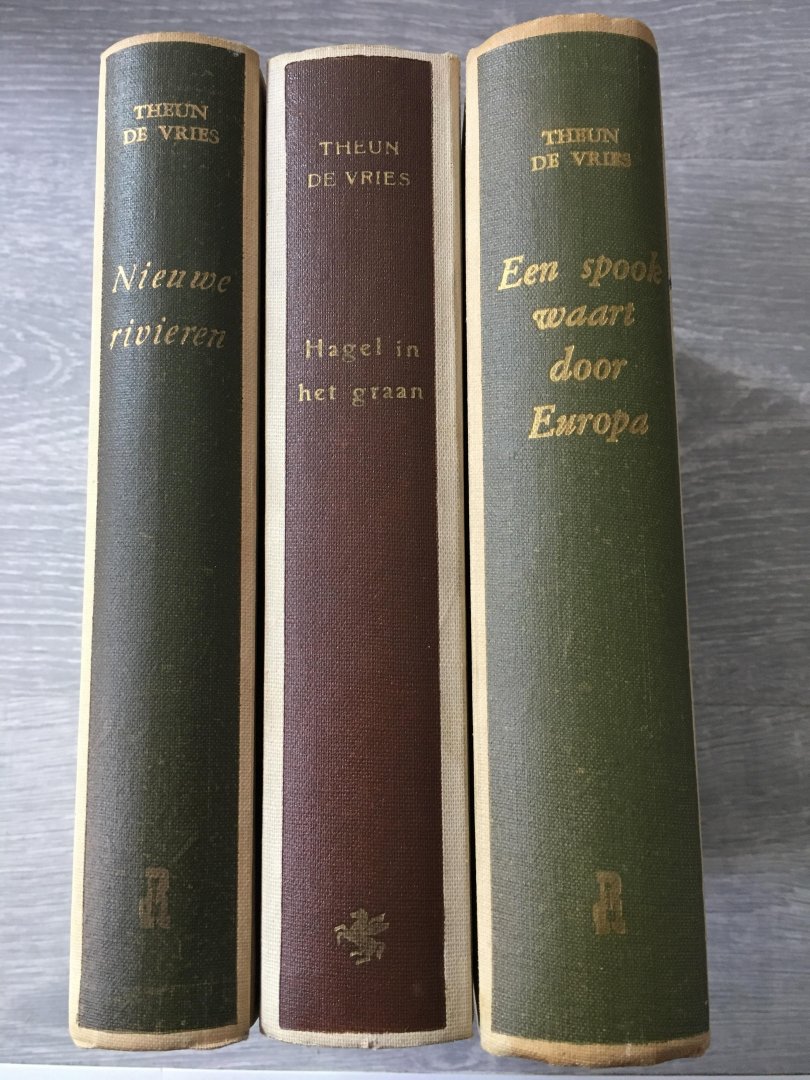 THEUN
DE VRIES
Nieuwe
rivieren
THEUN
DE VRIES
Hagel in
het graan
THEUN
DE VRIES
Een spook
waart
door
Europa